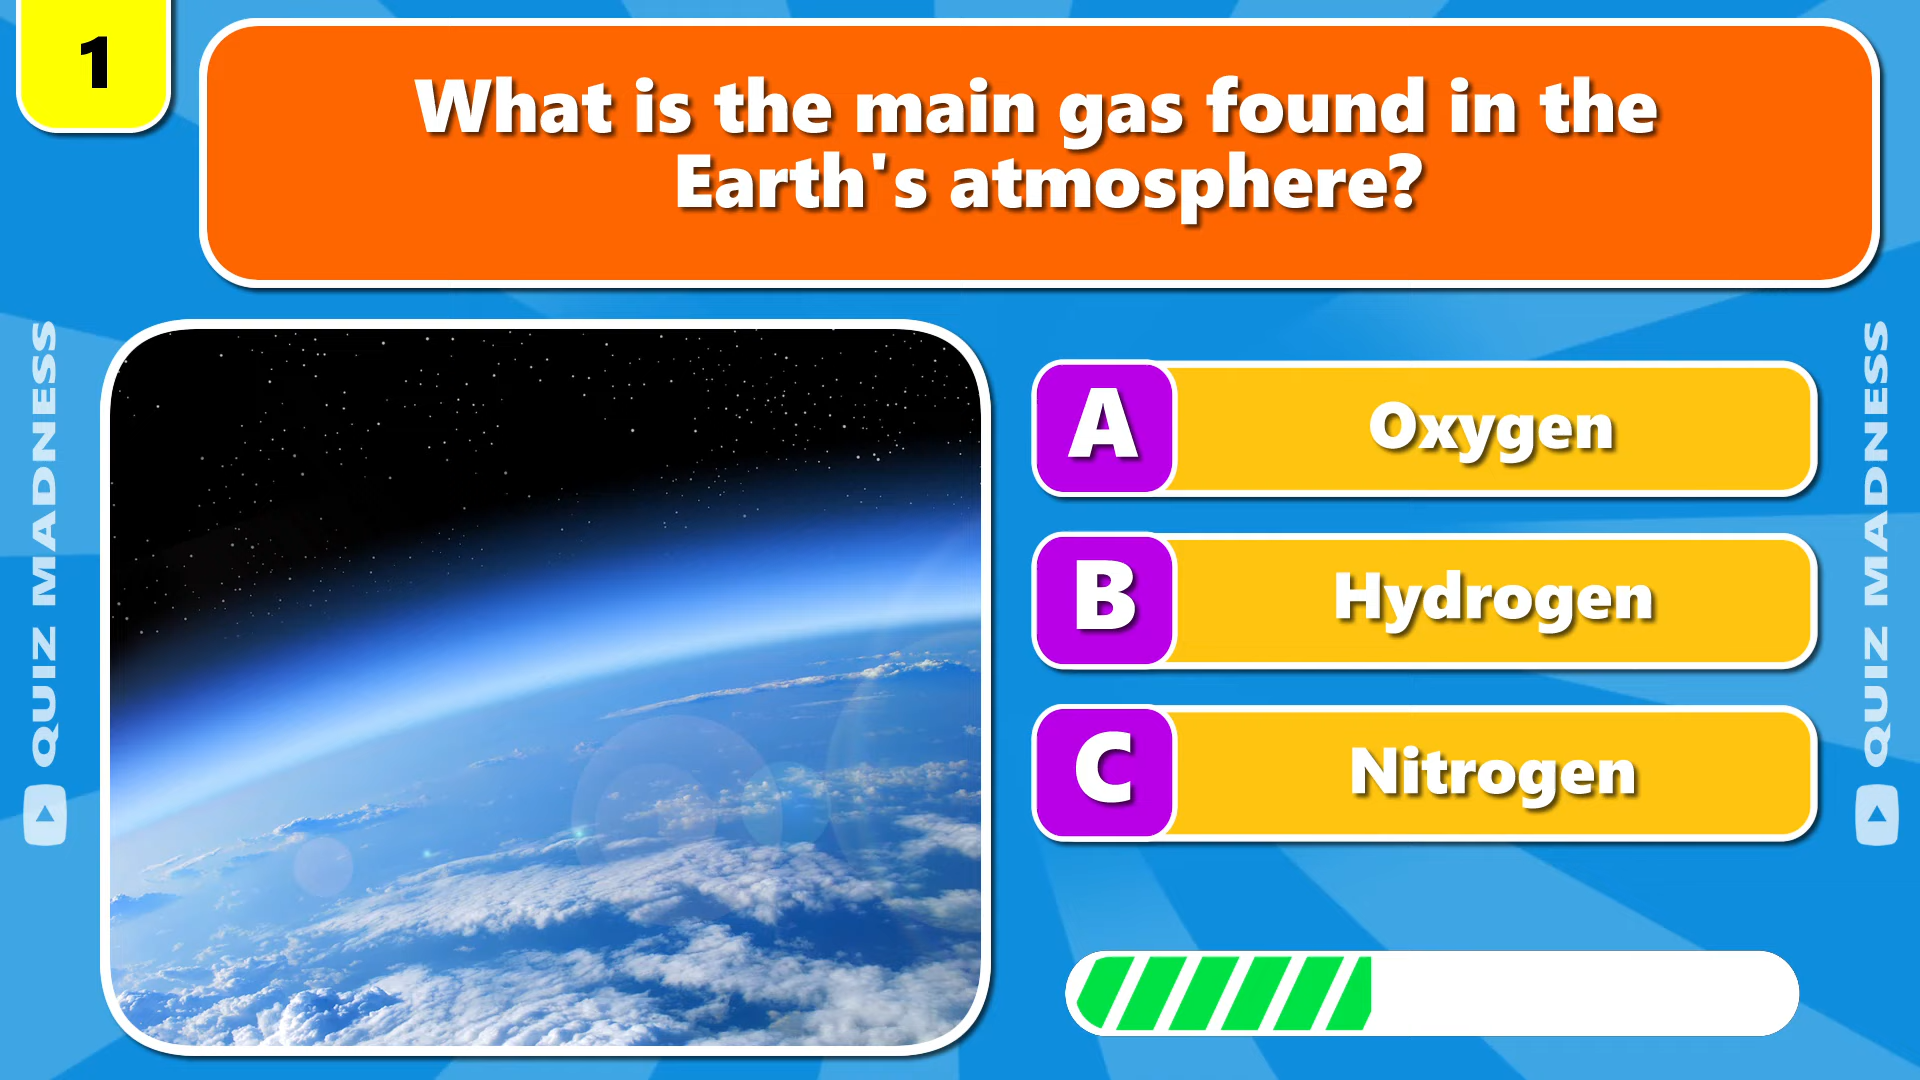 1
What is the main gas found in the
Earth's atmosphere?
QUIZ MADNESS
A
Oxygen
B
Hydrogen
C
Nitrogen
QUIZ MADNESS